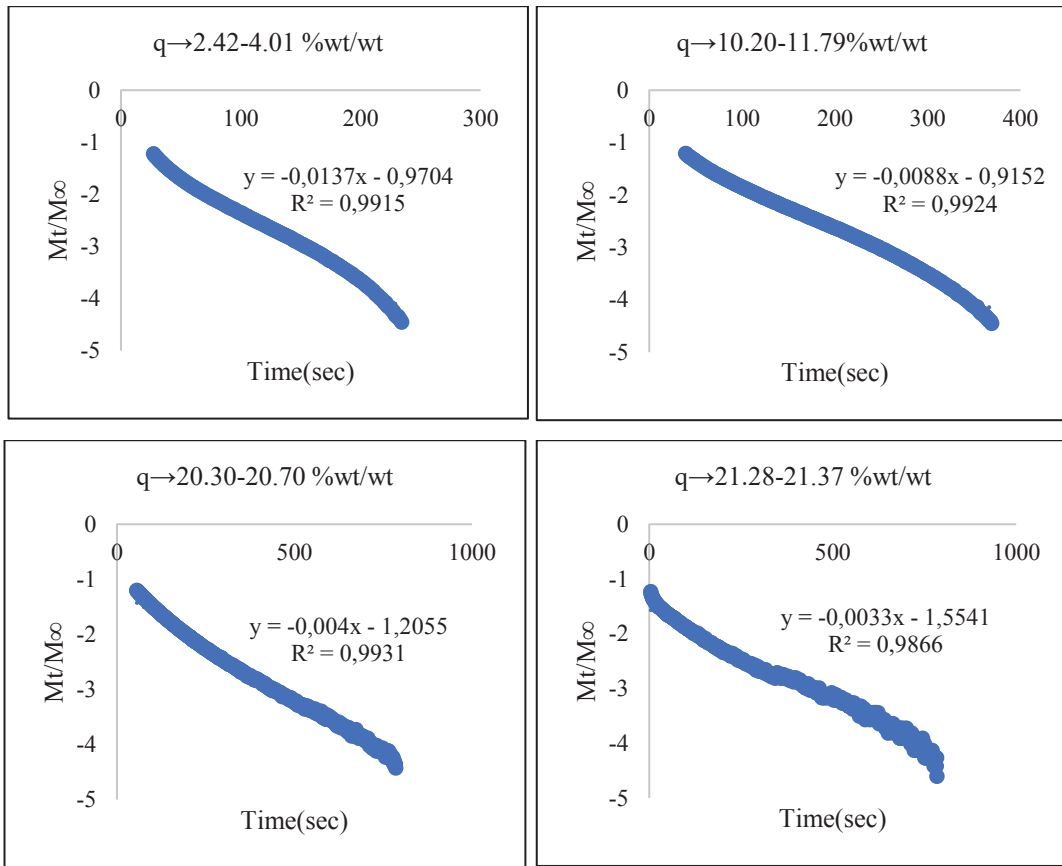 q→2.42-4.01 %wt/wt
0
0
100
200
300
-1
-2
-3
-4
-5
y = -0,0137x - 0,9704
R² = 0,9915
Mt/M∞
Time(sec)
q→10.20-11.79%wt/wt
0
0
100
200
300
400
-1
-2
-3
-4
-5
y = -0,0088x - 0,9152
R² = 0,9924
Mt/M∞
Time(sec)
q→20.30-20.70 %wt/wt
0
0
500
1000
-1
-2
-3
-4
-5
y = -0,004x - 1,2055
R² = 0,9931
Mt/M∞
Time(sec)
q→21.28-21.37 %wt/wt
0
0
500
1000
-1
-2
-3
-4
-5
y = -0,0033x - 1,5541
R² = 0,9866
Mt/M∞
Time(sec)